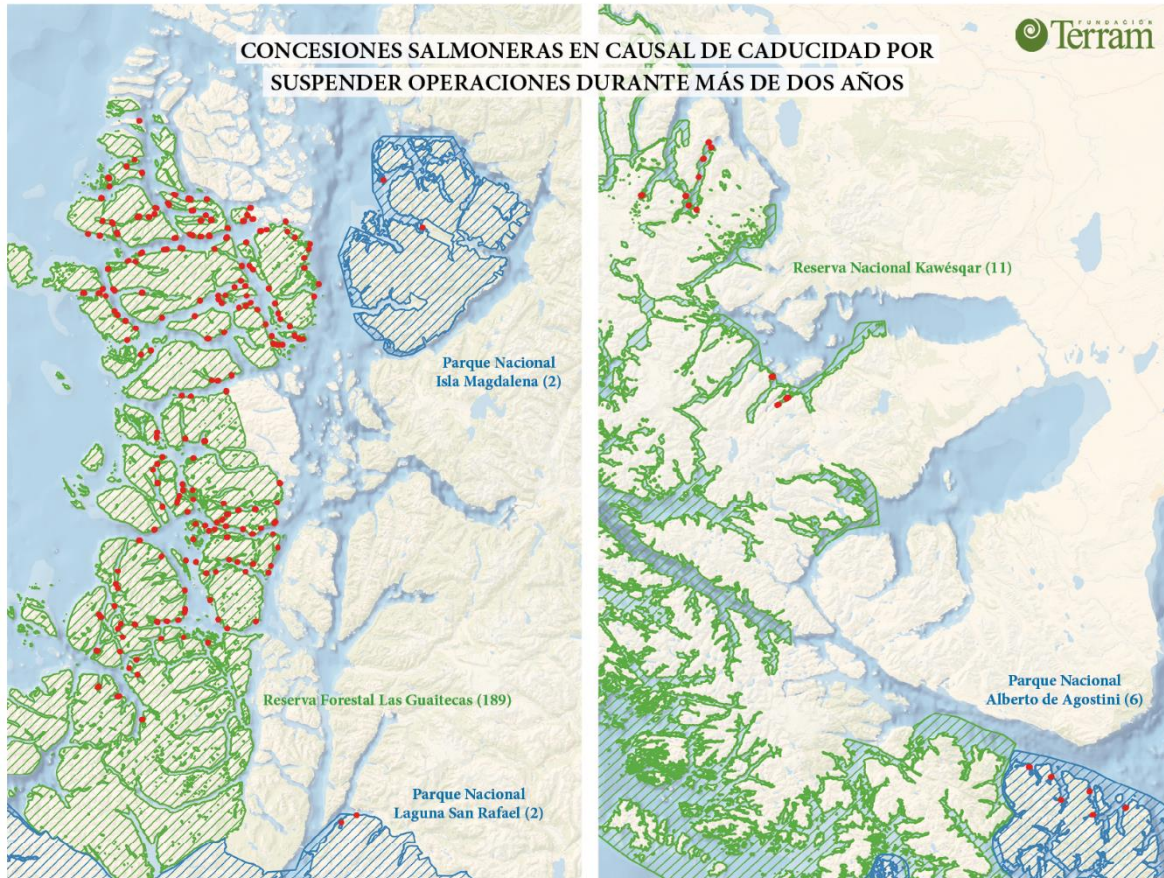 CONCESIONES SALMONERAS EN CAUSAL DE CADUCIDAD POR
SUSPENDER OPERACIONES DURANTE MÁS DE DOS AÑOS
FUNDACIÓN
Terram
Reserva Nacional Kawésqar (11)
Parque Nacional
Isla Magdalena (2)
Reserva Forestal Las Guaitecas (189)
Parque Nacional
Alberto de Agostini (6)
Parque Nacional
Laguna San Rafael (2)